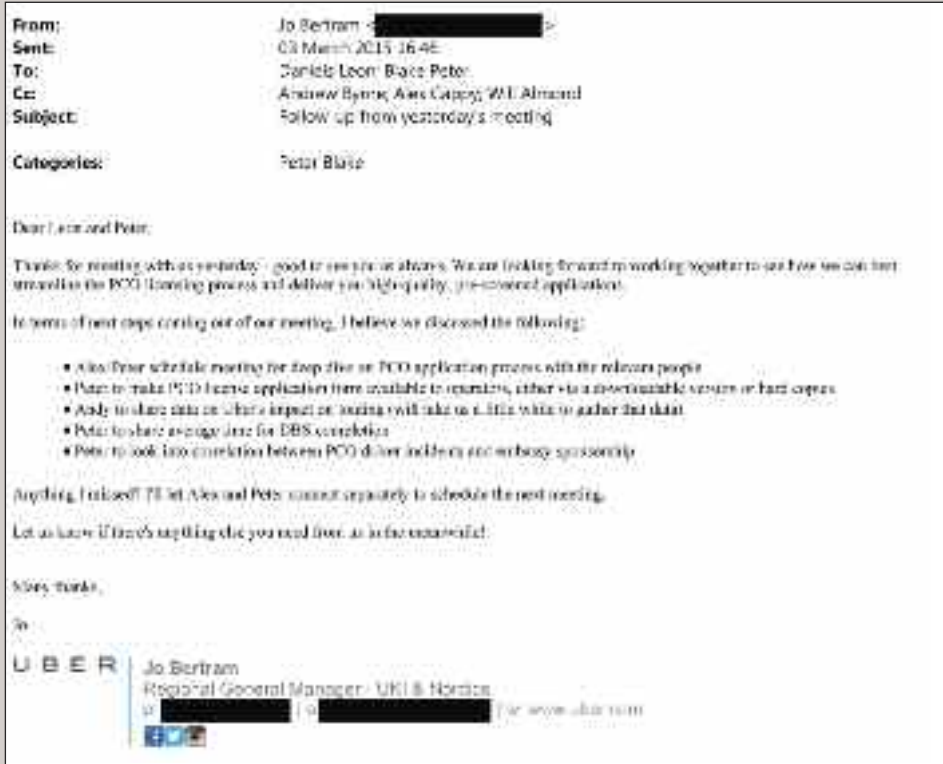 From: Jo Bertram < >
Sent: 03 March 2015 16:46
To: Daniels Leon; Blake Peter
Cc: Andrew Byrne; Alex Cappy; Will Almond
Subject: Follow up from yesterday's meeting
Categories: Peter Blake
Dear Leon and Peter,
Thanks for meeting with us yesterday - good to see you as always. We are looking forward to working together to see how we can best
streamline the PCO licensing process and deliver you high-quality, pre-screened applications.
In terms of next steps coming out of our meeting, I believe we discussed the following:
• Alex/Peter schedule meeting for deep dive on PCO application process with the relevant people
• Peter to make PCO license application form available to operators, either via a downloadable version or hard copies
• Andy to share data on Uber's impact on touting (will take us a little while to gather that data)
• Peter to share average time for DBS completion
• Peter to look into correlation between PCO driver incidents and embassy sponsorship
Anything I missed? I'll let Alex and Peter connect separately to schedule the next meeting.
Let us know if there's anything else you need from us in the meanwhile!
Many thanks,
Jo
UBER
Jo Bertram
Regional General Manager - UKI & Nordics
www.uber.com